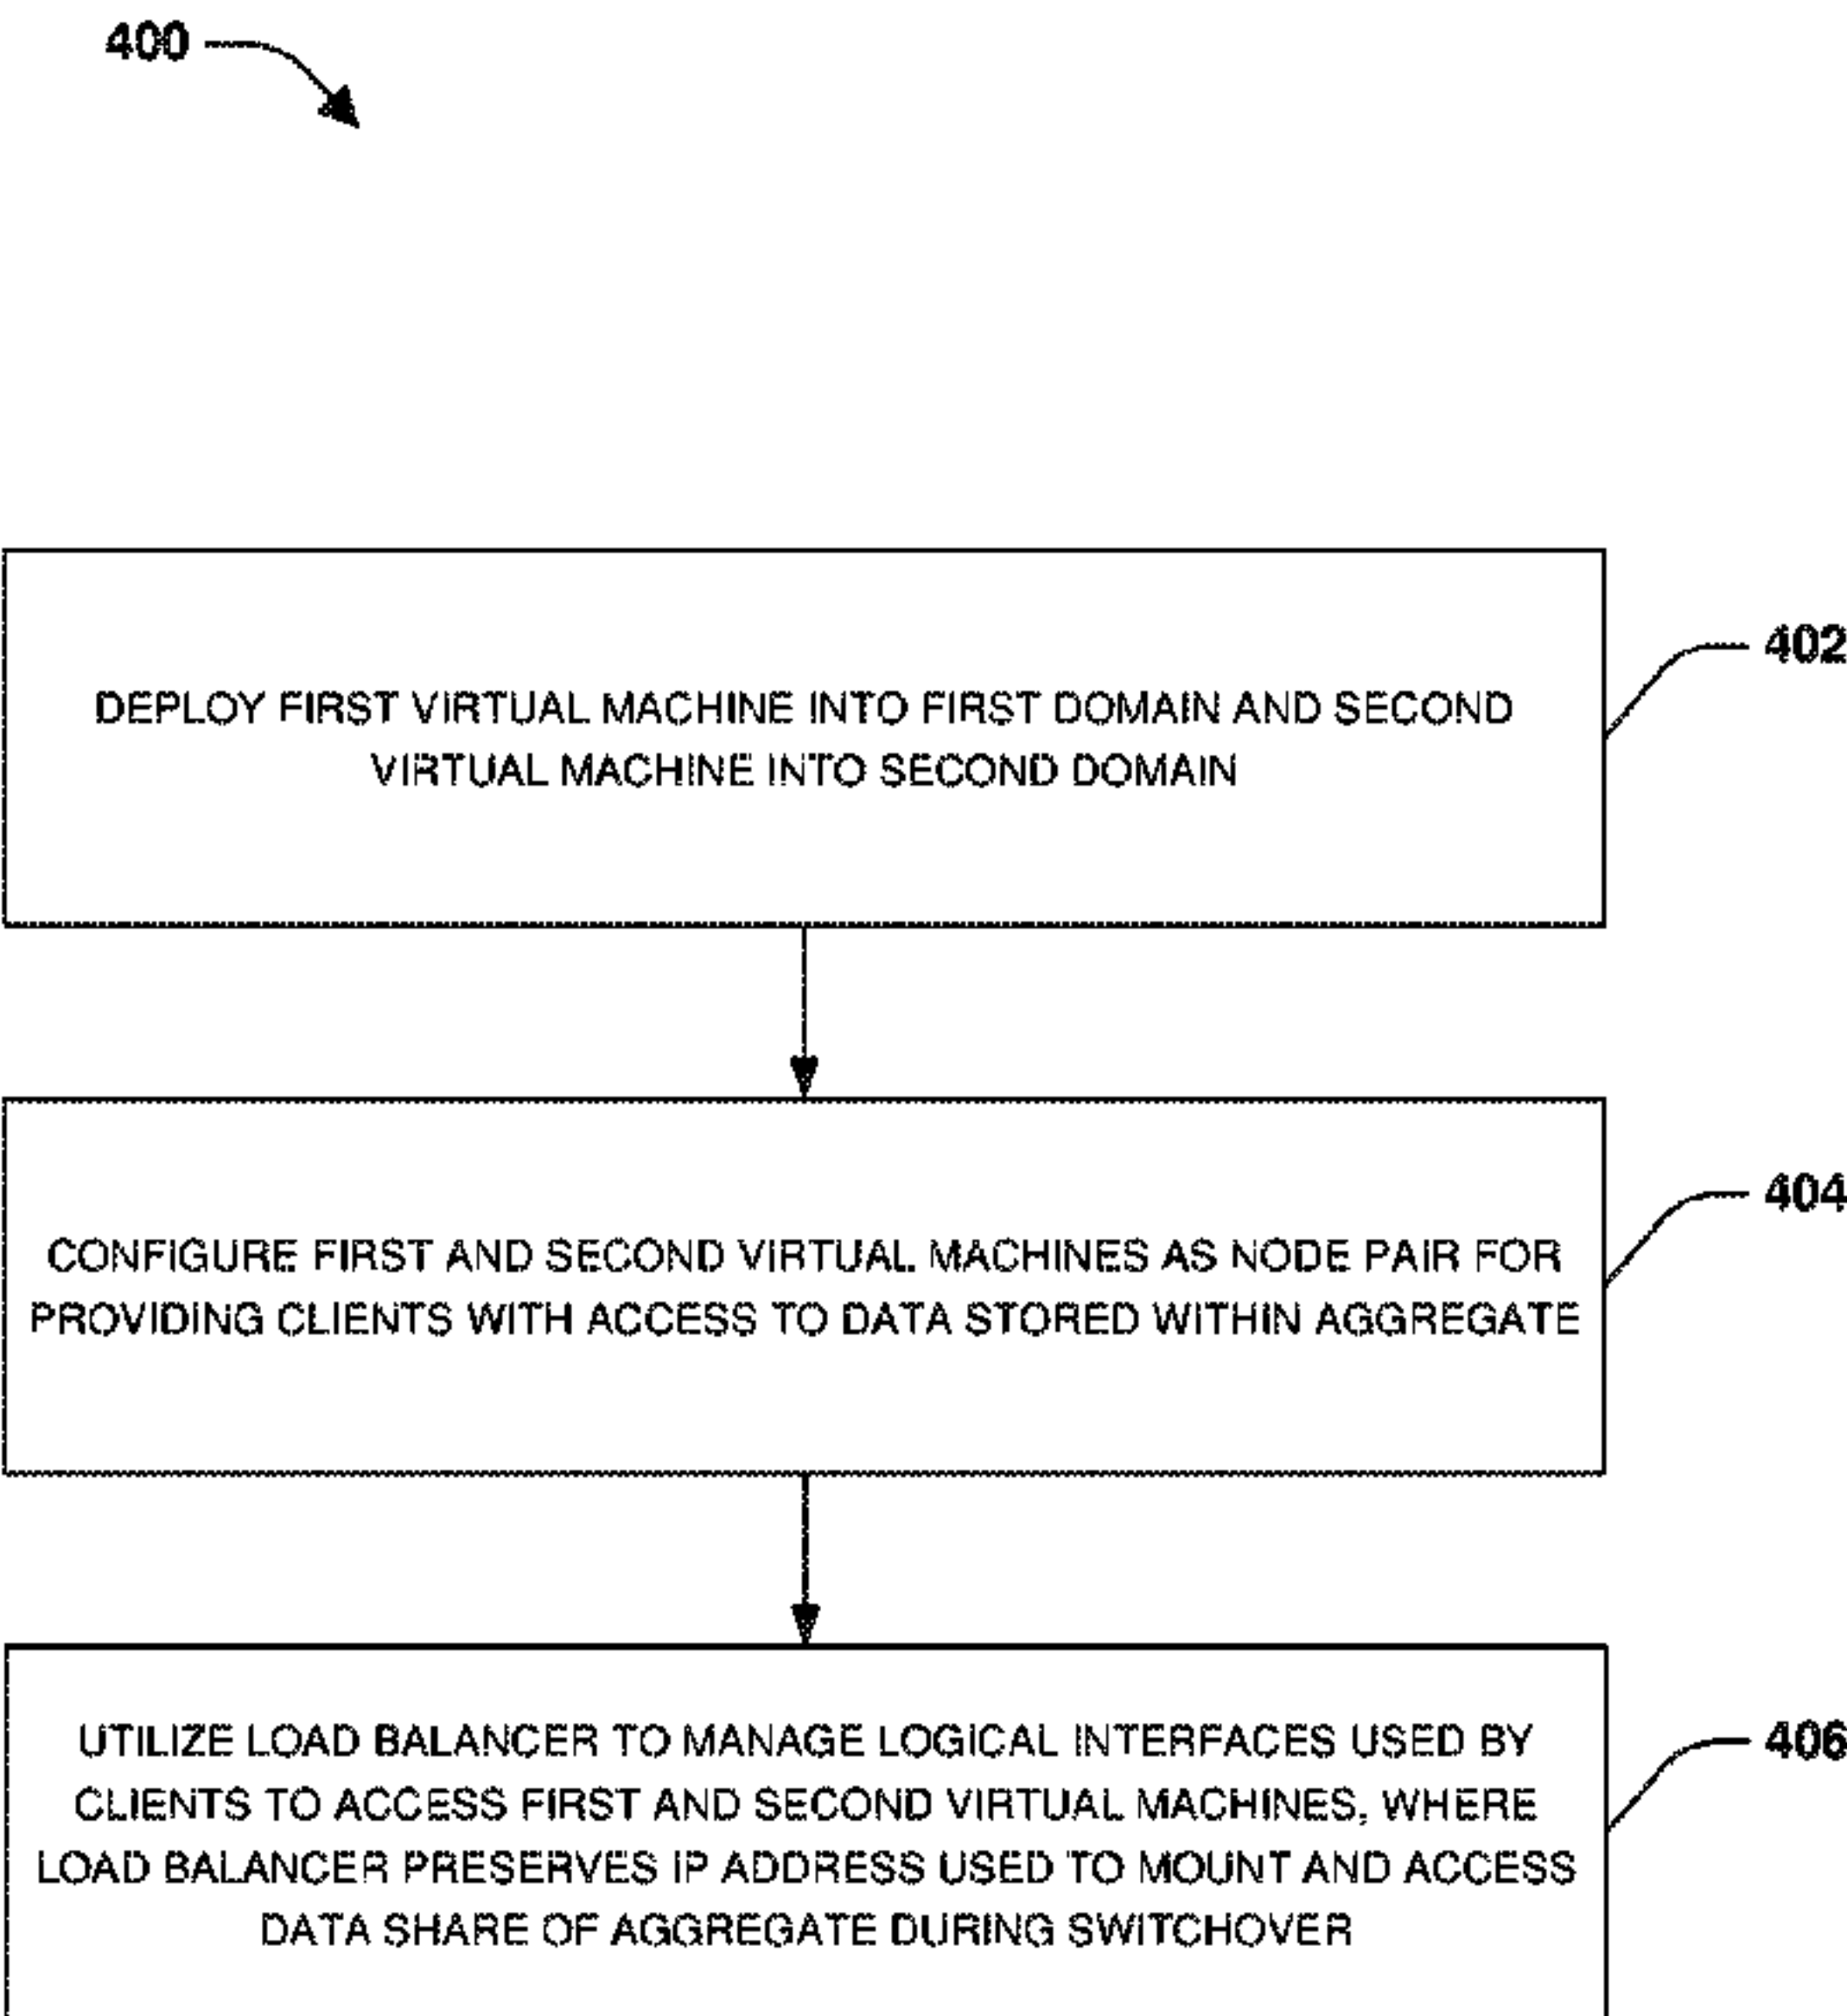 400
DEPLOY FIRST VIRTUAL MACHINE INTO FIRST DOMAIN AND SECOND
VIRTUAL MACHINE INTO SECOND DOMAIN
402
CONFIGURE FIRST AND SECOND VIRTUAL MACHINES AS NODE PAIR FOR
PROVIDING CLIENTS WITH ACCESS TO DATA STORED WITHIN AGGREGATE
404
UTILIZE LOAD BALANCER TO MANAGE LOGICAL INTERFACES USED BY
CLIENTS TO ACCESS FIRST AND SECOND VIRTUAL MACHINES, WHERE
LOAD BALANCER PRESERVES IP ADDRESS USED TO MOUNT AND ACCESS
DATA SHARE OF AGGREGATE DURING SWITCHOVER
406